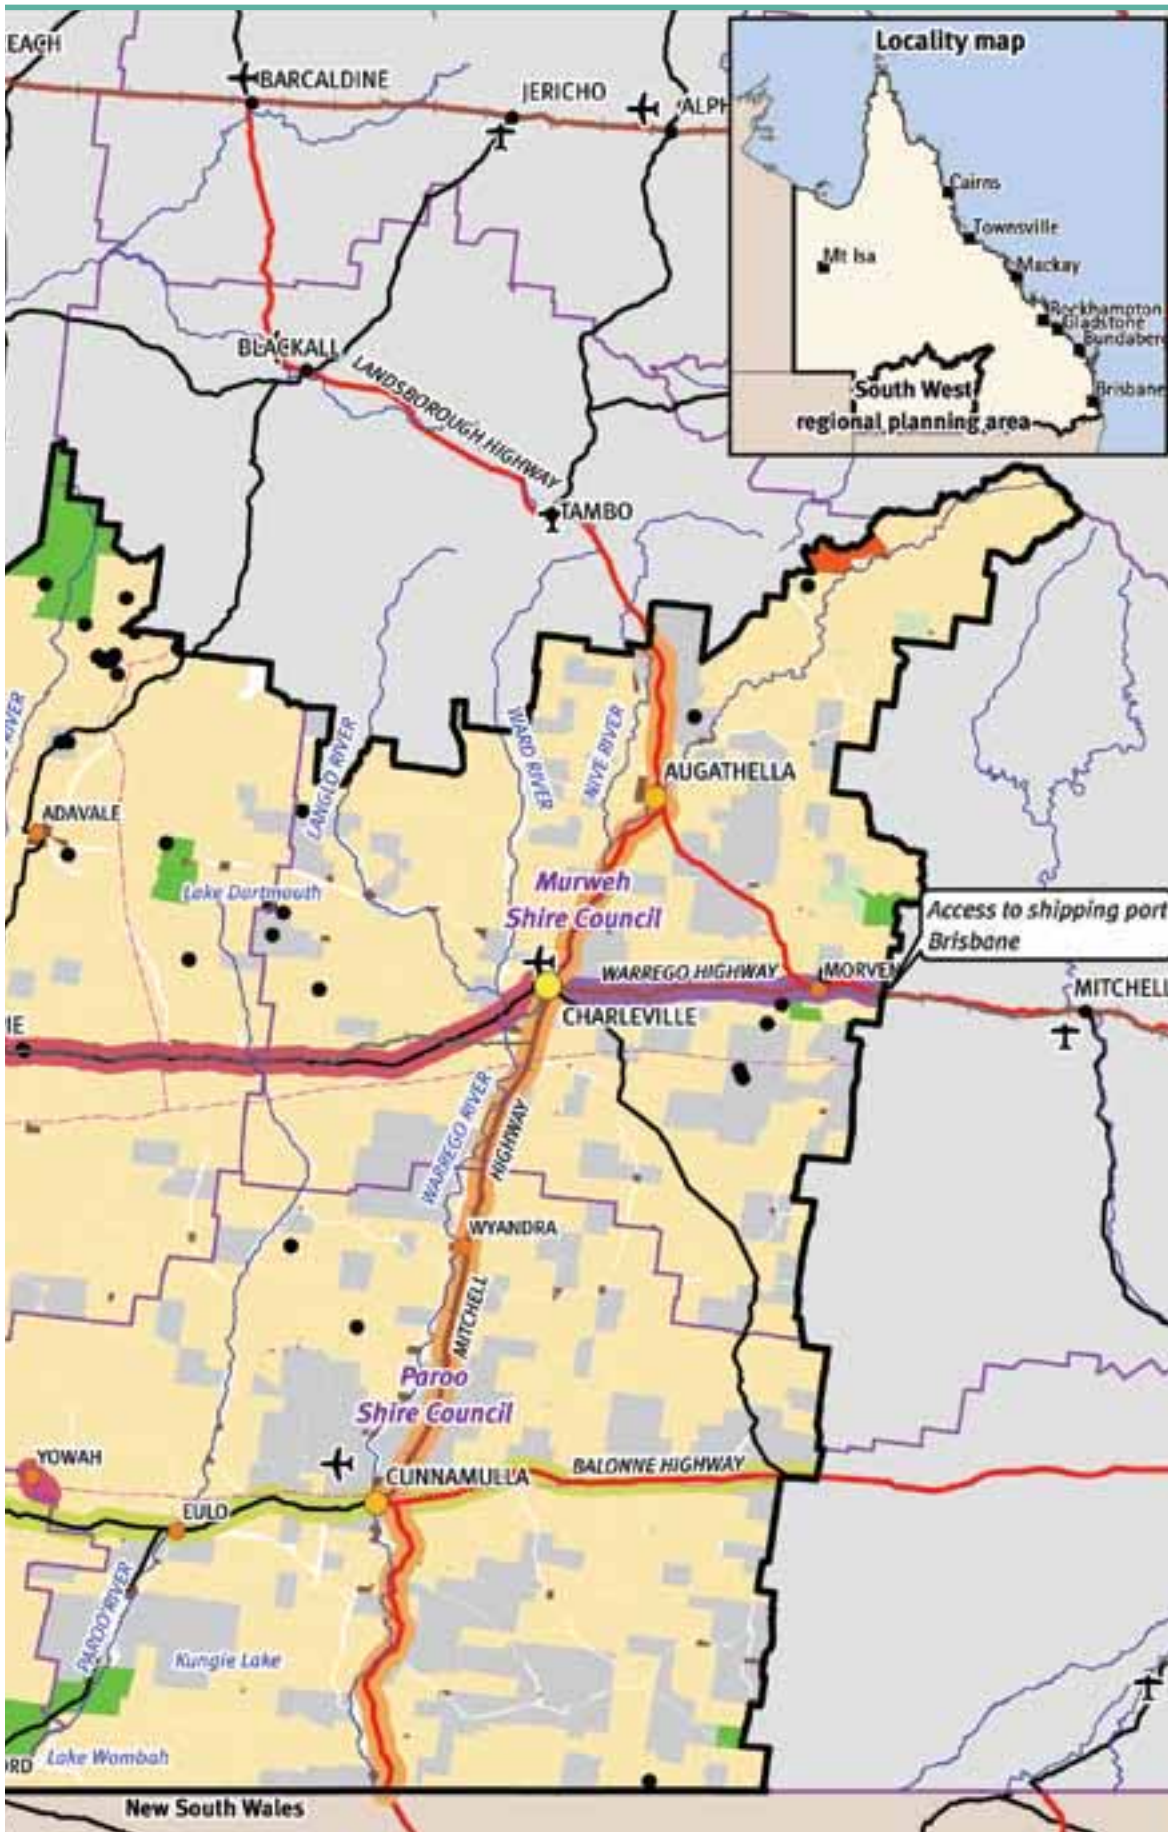 EACH
BARCALDINE
JERICHO
ALPH
Locality map
Cairns
Townsville
Mt Isa
Mackay
Rockhampton
Gladstone
Bundaberg
Brisbane
South West
regional planning area
BLACKALL
LANDSBOROUGH HIGHWAY
TAMBO
RIVER
LANGLO RIVER
WARD RIVER
NIVE RIVER
AUGATHELLA
ADAVALE
Lake Dartmouth
Murweh
Shire Council
Access to shipping port
Brisbane
WARREGO HIGHWAY
MORVEN
MITCHELL
CHARLEVILLE
IE
WARREGO RIVER
HIGHWAY
WYANDRA
MITCHELL
Paroo
Shire Council
YOWAH
CUNNAMULLA
BALONNE HIGHWAY
EULO
PAROO RIVER
Kungie Lake
ORD
Lake Wombah
New South Wales